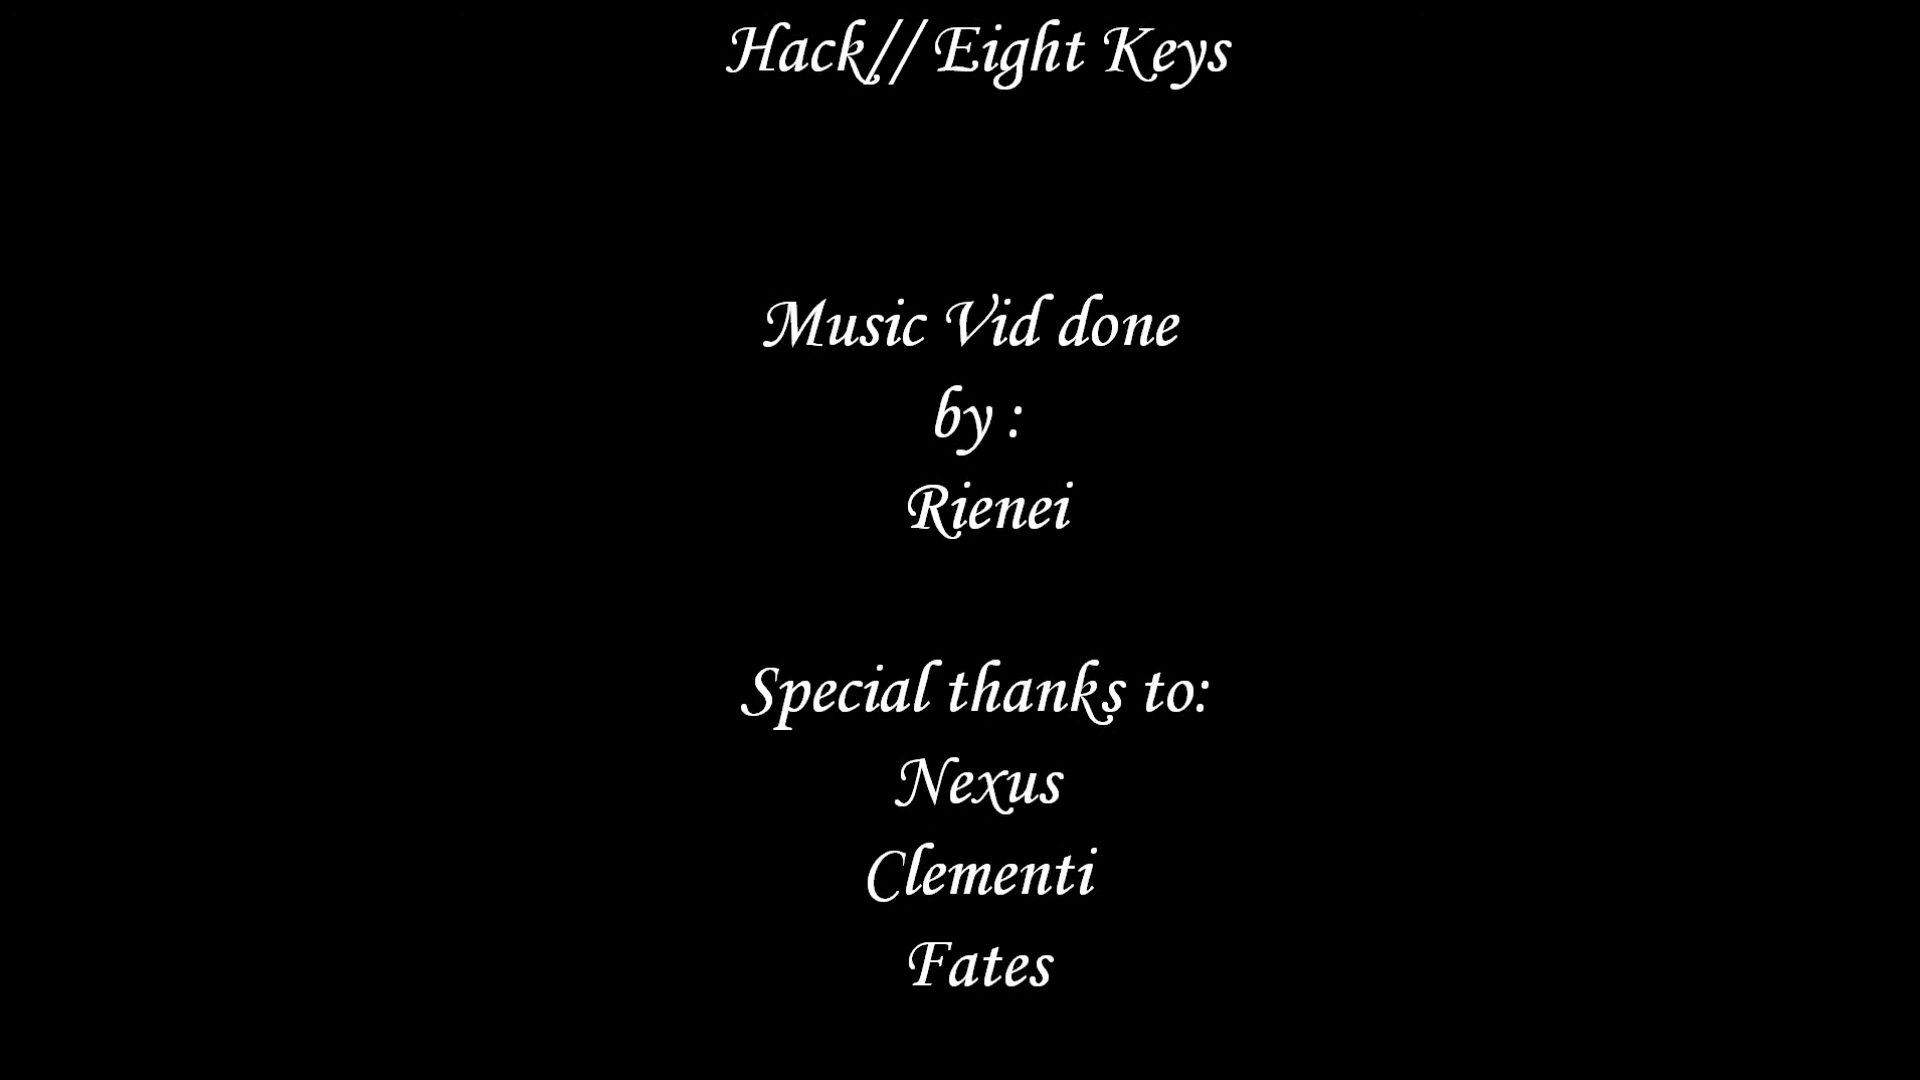 Hack//Eight Keys
Music Vid done
by :
Rienei
Special thanks to:
Nexus
Clementi
Fates